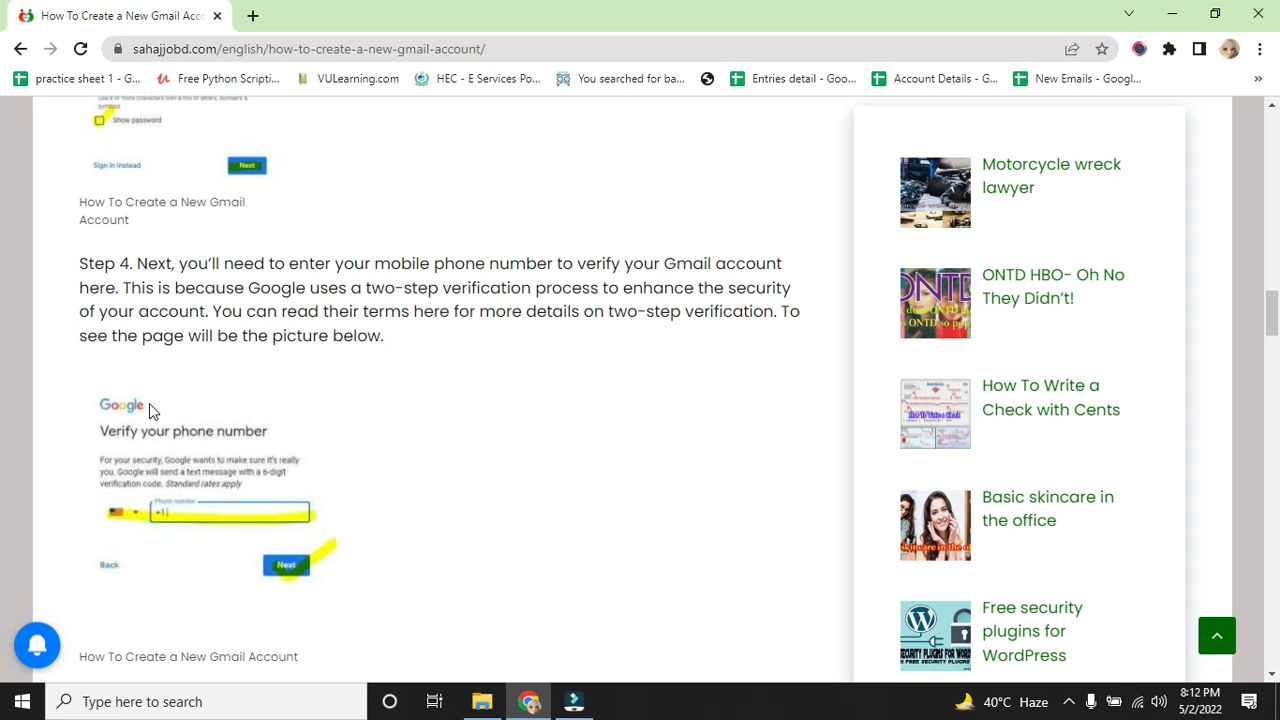 How To Create a New Gmail Acc
sahajjobd.com/english/how-to-create-a-new-gmail-account/
practice sheet 1 - G...
Free Python Scripti...
VULearning.com
HEC - E Services Po...
You searched for ba...
Entries detail - Goo...
Account Details - G...
New Emails - Googl...
»
symbols
Show password
Sign in instead
Next
How To Create a New Gmail
Account
Step 4. Next, you'll need to enter your mobile phone number to verify your Gmail account
here. This is because Google uses a two-step verification process to enhance the security
of your account. You can read their terms here for more details on two-step verification. To
see the page will be the picture below.
Google
Verify your phone number
For your security, Google wants to make sure it's really
you. Google will send a text message with a 6-digit
verification code. Standard rates apply
Phone number
+1
Back
Next
How To Create a New Gmail Account
Motorcycle wreck
lawyer
ONTD HBO- Oh No
They Didn't!
How To Write a
Check with Cents
Basic skincare in
the office
Free security
plugins for
WordPress
Type here to search
40°C Haze
8:12 PM
5/2/2022